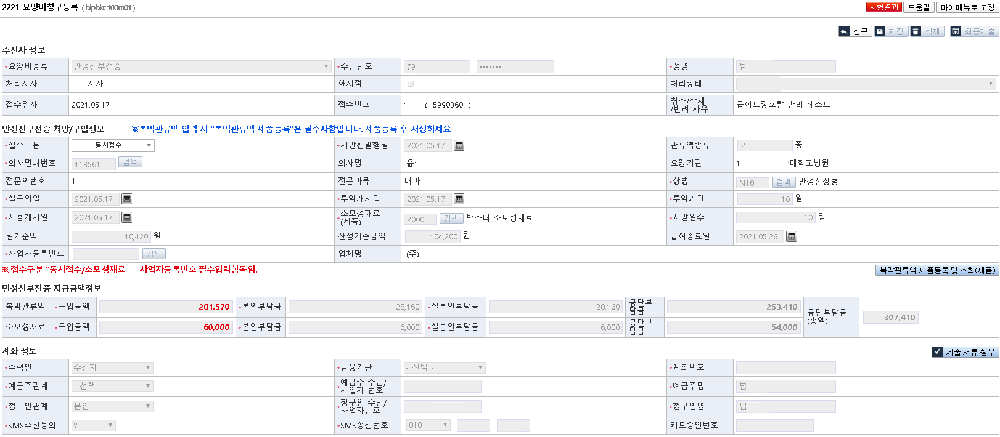 2221 요양비청구등록 ( bipbkc100m01 )
시험결과 도움말 마이메뉴로 고정
신규 저장 삭제 최종제출
수진자 정보
*요양비종류 만성신부전증 *주민번호 79 - ••••••• *성명
처리지사 지사 한시적 처리상태
접수일자 2021.05.17 접수번호 1 ( 5990360 ) 취소/삭제
/반려 사유 급여보장포탈 반려 테스트
만성신부전증 처방/구입정보 ※복막관류액 입력 시 "복막관류액 제품등록"은 필수사항입니다. 제품등록 후 저장하세요
*접수구분 동시접수 *처방전발행일 2021.05.17 관류액종류 2 종
*의사면허번호 113561 검색 의사명 윤 요양기관 1 대학교병원
전문의번호 1 전문과목 내과 *상병 N18 검색 만성신장병
*실구입일 2021.05.17 *투약개시일 2021.05.17 *투약기간 10 일
*사용개시일 2021.05.17 *소모성재료
(제품) 2000 검색 박스터 소모성재료 *처방일수 10 일
일기준액 10,420 원 산정기준금액 104,200 원 급여종료일 2021.05.26
*사업자등록번호 검색 업체명 (주)
※ 접수구분 "동시접수/소모성재료"는 사업자등록번호 필수입력항목임.
복막관류액 제품등록 및 조회(제품)
만성신부전증 지급금액정보
복막관류액 *구입금액 281,570 *본인부담금 28,160 *실본인부담금 28,160 공단부
담금 253,410 공단부담금
(총액) 307,410
소모성재료 *구입금액 60,000 *본인부담금 6,000 *실본인부담금 6,000 공단부
담금 54,000
계좌 정보
제출 서류 첨부
*수령인 수진자 *금융기관 - 선택 - *계좌번호
*예금주관계 - 선택 - *예금주 주민/
사업자 번호 *예금주명 범
*청구인관계 본인 *청구인 주민/
사업자번호 *청구인명 범
*SMS수신동의 Y *SMS송신번호 010 - - 카드승인번호